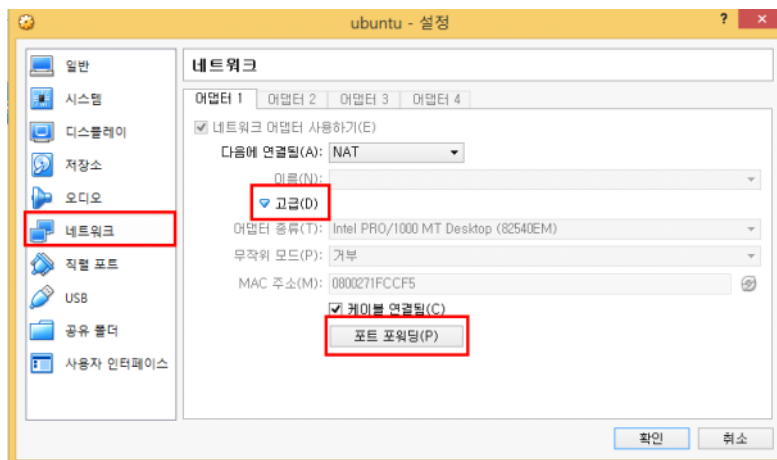 ubuntu - 설정
?
×
일반
시스템
디스플레이
저장소
오디오
네트워크
직렬 포트
USB
공유 폴더
사용자 인터페이스
네트워크
어댑터 1 어댑터 2 어댑터 3 어댑터 4
네트워크 어댑터 사용하기(E)
다음에 연결됨(A): NAT
이름(N):
고급(D)
어댑터 종류(T): Intel PRO/1000 MT Desktop (82540EM)
무작위 모드(P): 거부
MAC 주소(M): 0800271FCCF5
케이블 연결됨(C)
포트 포워딩(P)
확인 취소